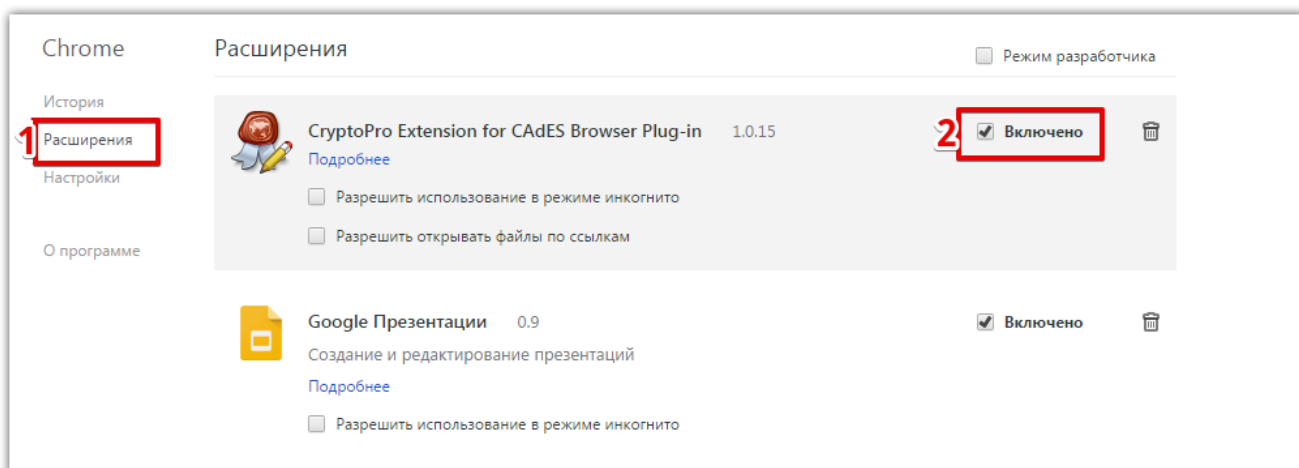 Chrome
Расширения
Режим разработчика
История
1
Расширения
Настройки
О программе
CryptoPro Extension for CAdES Browser Plug-in 1.0.15
2
Включено
Подробнее
Разрешить использование в режиме инкогнито
Разрешить открывать файлы по ссылкам
Google Презентации 0.9
Включено
Создание и редактирование презентаций
Подробнее
Разрешить использование в режиме инкогнито